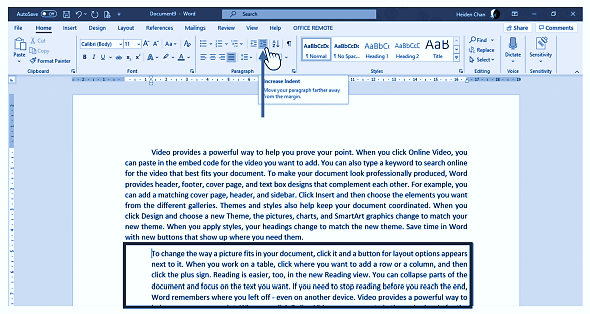 AutoSave Off Document9 - Word Search Heiden Chan
File Home Insert Design Layout References Mailings Review View Help OFFICE REMOTE Share Comments
Paste Cut Copy Format Painter
Calibri (Body) 11
AaBbCcDc AaBbCcDc AaBbCc AaBbCcC AaB
1 Normal 1 No Spac... Heading 1 Heading 2 Title
Find Replace Select Dictate Sensitivity
Clipboard Font Paragraph Styles Editing Voice Sensitivity
Increase Indent
Move your paragraph farther away
from the margin.
Video provides a powerful way to help you prove your point. When you click Online Video, you
can paste in the embed code for the video you want to add. You can also type a keyword to search online
for the video that best fits your document. To make your document look professionally produced, Word
provides header, footer, cover page, and text box designs that complement each other. For example, you
can add a matching cover page, header, and sidebar. Click Insert and then choose the elements you want
from the different galleries. Themes and styles also help keep your document coordinated. When you
click Design and choose a new Theme, the pictures, charts, and SmartArt graphics change to match your
new theme. When you apply styles, your headings change to match the new theme. Save time in Word
with new buttons that show up where you need them.
To change the way a picture fits in your document, click it and a button for layout options appears
next to it. When you work on a table, click where you want to add a row or a column, and then
click the plus sign. Reading is easier, too, in the new Reading view. You can collapse parts of the
document and focus on the text you want. If you need to stop reading before you reach the end,
Word remembers where you left off - even on another device. Video provides a powerful way to